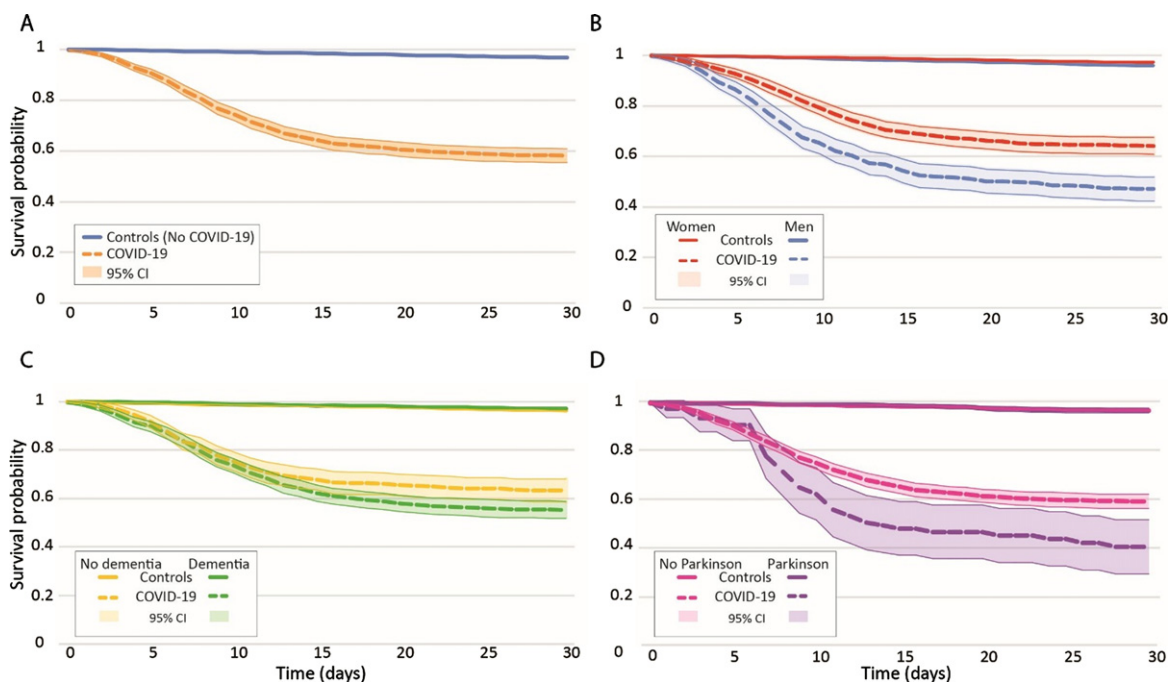 A
Survival probability
1
0.8
0.6
0.4
0.2
0
Controls (No COVID-19)
COVID-19
95% CI
0 5 10 15 20 25 30
B
1
0.8
0.6
0.4
0.2
0
Women Men
Controls
COVID-19
95% CI
0 5 10 15 20 25 30
C
Survival probability
1
0.8
0.6
0.4
0.2
0
No dementia Dementia
Controls
COVID-19
95% CI
0 5 10 15 20 25 30
Time (days)
D
1
0.8
0.6
0.4
0.2
0
No Parkinson Parkinson
Controls
COVID-19
95% CI
0 5 10 15 20 25 30
Time (days)